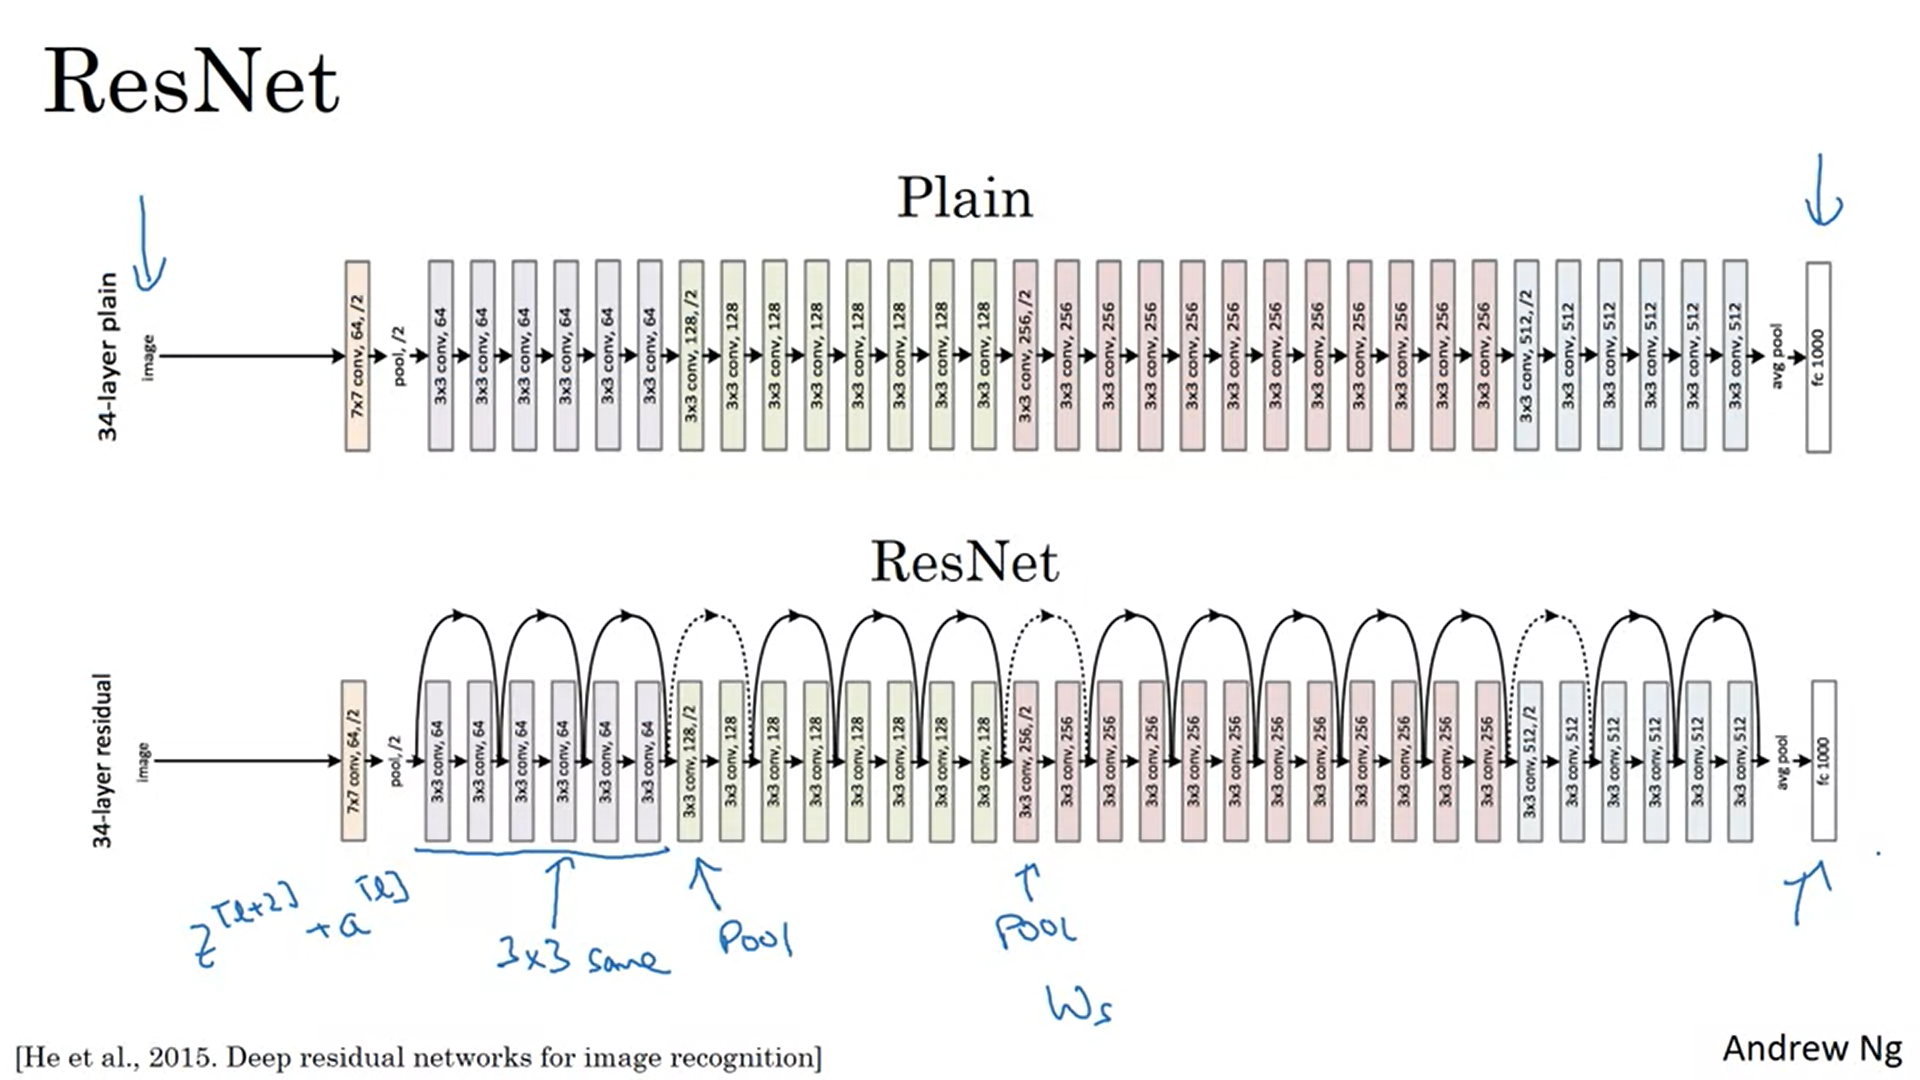 ResNet
Plain
34-layer plain
image
7x7 conv, 64, /2
pool, /2
3x3 conv, 64
3x3 conv, 64
3x3 conv, 64
3x3 conv, 64
3x3 conv, 64
3x3 conv, 64
3x3 conv, 128, /2
3x3 conv, 128
3x3 conv, 128
3x3 conv, 128
3x3 conv, 128
3x3 conv, 128
3x3 conv, 128
3x3 conv, 128
3x3 conv, 256, /2
3x3 conv, 256
3x3 conv, 256
3x3 conv, 256
3x3 conv, 256
3x3 conv, 256
3x3 conv, 256
3x3 conv, 256
3x3 conv, 256
3x3 conv, 256
3x3 conv, 256
3x3 conv, 256
3x3 conv, 512, /2
3x3 conv, 512
3x3 conv, 512
3x3 conv, 512
3x3 conv, 512
3x3 conv, 512
avg pool
fc 1000
ResNet
34-layer residual
image
7x7 conv, 64, /2
pool, /2
3x3 conv, 64
3x3 conv, 64
3x3 conv, 64
3x3 conv, 64
3x3 conv, 64
3x3 conv, 64
3x3 conv, 128, /2
3x3 conv, 128
3x3 conv, 128
3x3 conv, 128
3x3 conv, 128
3x3 conv, 128
3x3 conv, 128
3x3 conv, 128
3x3 conv, 256, /2
3x3 conv, 256
3x3 conv, 256
3x3 conv, 256
3x3 conv, 256
3x3 conv, 256
3x3 conv, 256
3x3 conv, 256
3x3 conv, 256
3x3 conv, 256
3x3 conv, 256
3x3 conv, 256
3x3 conv, 512, /2
3x3 conv, 512
3x3 conv, 512
3x3 conv, 512
3x3 conv, 512
3x3 conv, 512
avg pool
fc 1000
z[l+2] + a[l]
3x3 same
Pool
Pool
Ws
[He et al., 2015. Deep residual networks for image recognition]
Andrew Ng